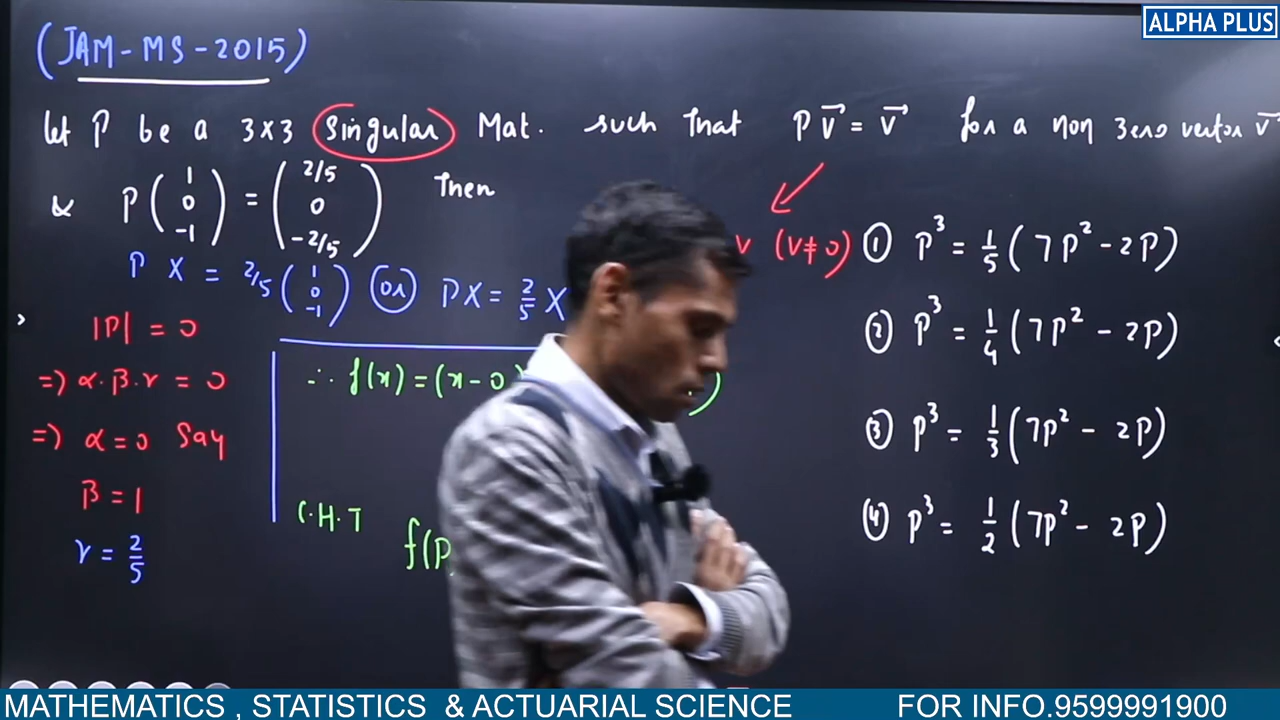 ALPHA PLUS
(JAM-MS-2015)
let P be a 3×3 Singular Mat. such that P v⃗ = v⃗ for a non zero vector v⃗
& P(1 0 -1) = (2/5 0 -2/5) Then
P X = 2/5 (1 0 -1) (or) PX = 2/5 X
v (v≠0)
|P| = 0
=) α·β·γ = 0
=) α=0 Say
β = 1
γ = 2/5
∴ f(x) = (x-0) )
C.H.T
f(P
① P³ = 1/5 (7P² - 2P)
② P³ = 1/4 (7P² - 2P)
③ P³ = 1/3 (7P² - 2P)
④ P³ = 1/2 (7P² - 2P)
MATHEMATICS , STATISTICS & ACTUARIAL SCIENCE FOR INFO.9599991900